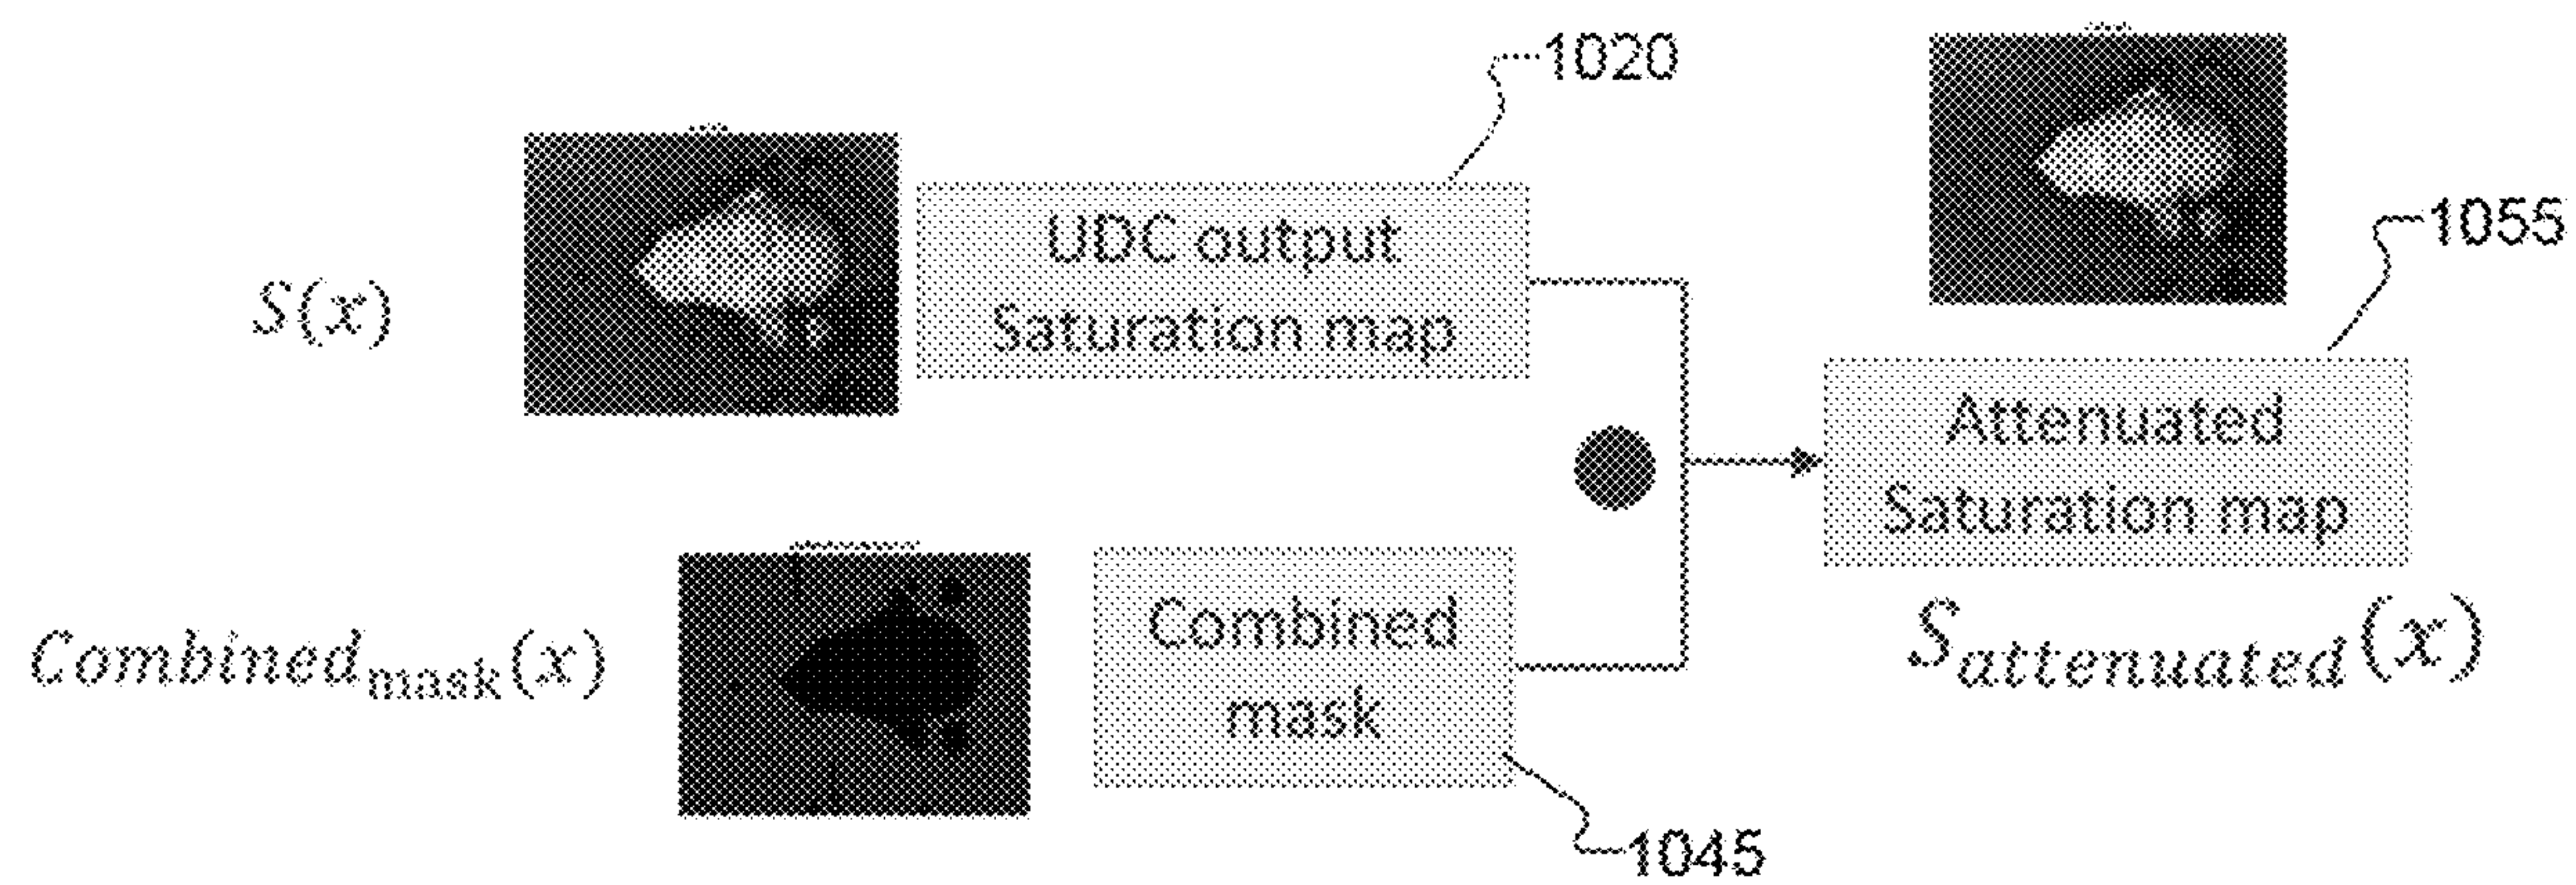 1020
UDC output
Saturation map
S(x)
1055
Attenuated
Saturation map
S_attenuated(x)
Combined
mask
Combined_mask(x)
1045